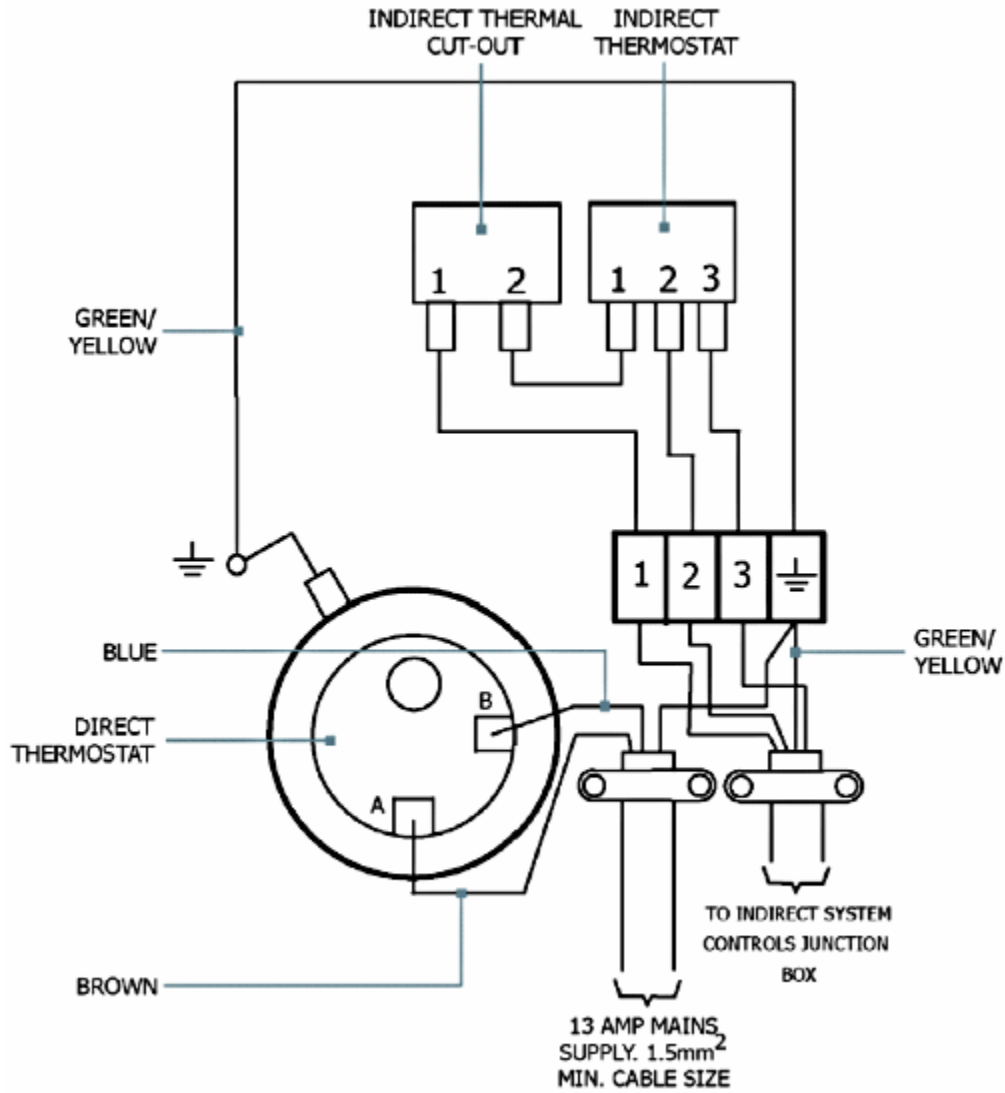 INDIRECT THERMAL
CUT-OUT
INDIRECT
THERMOSTAT
1 2
1 2 3
GREEN/
YELLOW
1 2 3
GREEN/
YELLOW
BLUE
B
DIRECT
THERMOSTAT
A
TO INDIRECT SYSTEM
CONTROLS JUNCTION
BOX
BROWN
13 AMP MAINS
SUPPLY. 1.5mm²
MIN. CABLE SIZE